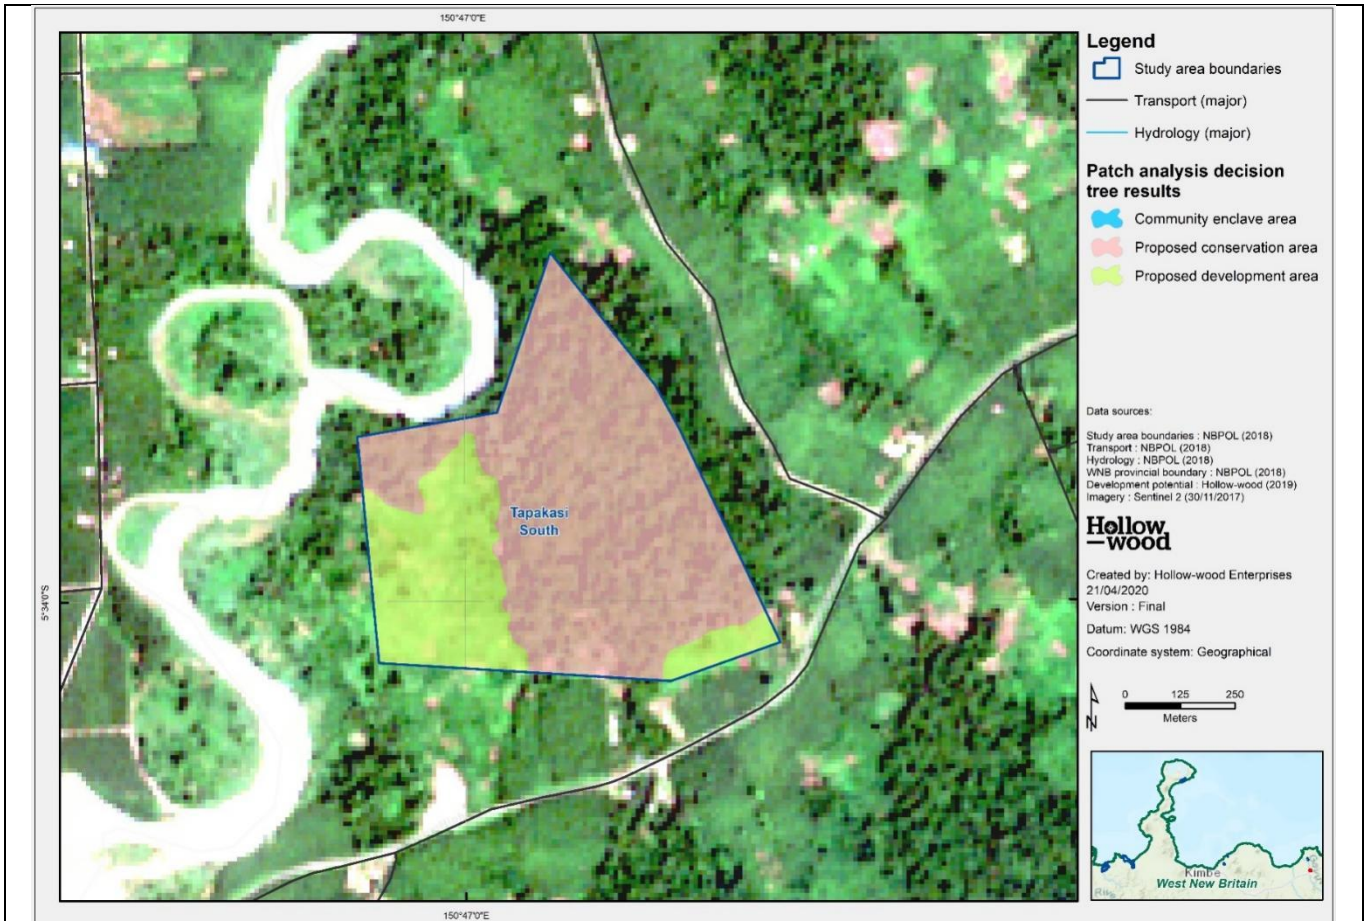 150°47'0"E
5°34'0"S
Tapakasi
South
150°47'0"E
Legend
Study area boundaries
Transport (major)
Hydrology (major)
Patch analysis decision
tree results
Community enclave area
Proposed conservation area
Proposed development area
Data sources:
Study area boundaries : NBPOL (2018)
Transport : NBPOL (2018)
Hydrology : NBPOL (2018)
WNB provincial boundary : NBPOL (2018)
Development potential : Hollow-wood (2019)
Imagery : Sentinel 2 (30/11/2017)
Hollow
–wood
Created by: Hollow-wood Enterprises
21/04/2020
Version : Final
Datum: WGS 1984
Coordinate system: Geographical
N
0 125 250
Meters
Kimbe
West New Britain